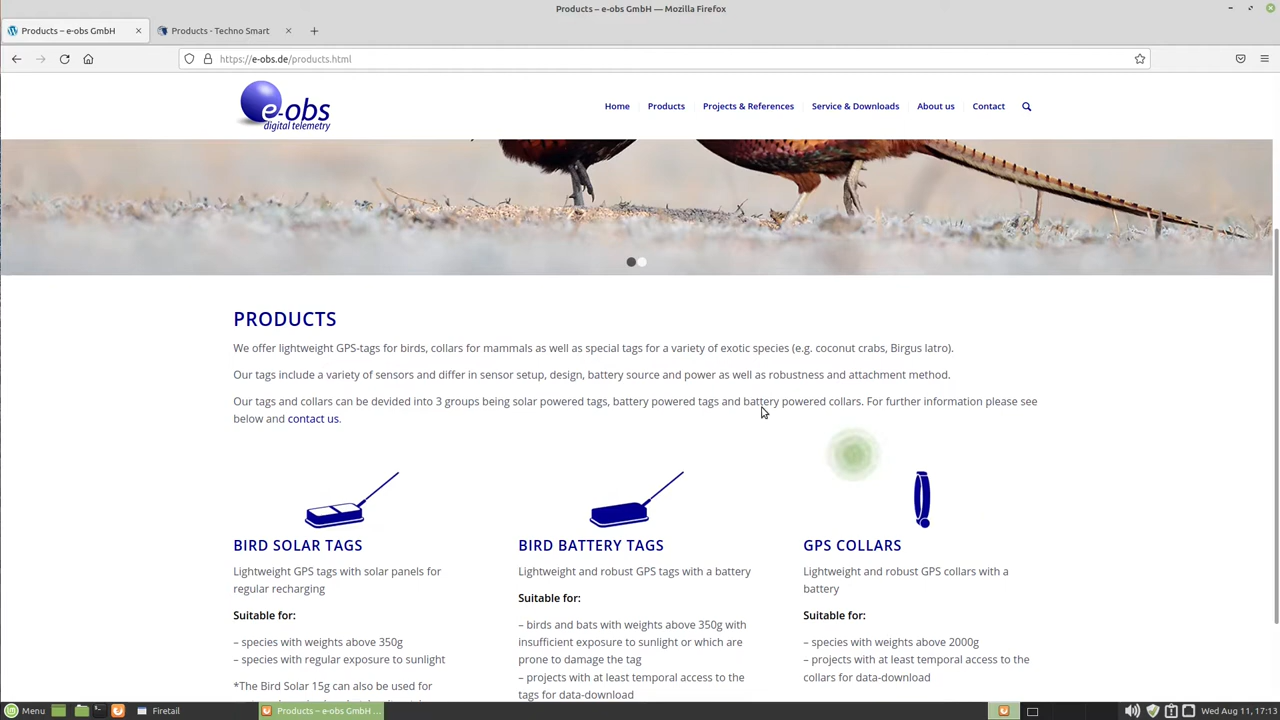 Products – e-obs GmbH — Mozilla Firefox
Products – e-obs GmbH
Products - Techno Smart
https://e-obs.de/products.html
e-obs
digital telemetry
Home
Products
Projects & References
Service & Downloads
About us
Contact
PRODUCTS
We offer lightweight GPS-tags for birds, collars for mammals as well as special tags for a variety of exotic species (e.g. coconut crabs, Birgus latro).
Our tags include a variety of sensors and differ in sensor setup, design, battery source and power as well as robustness and attachment method.
Our tags and collars can be devided into 3 groups being solar powered tags, battery powered tags and battery powered collars. For further information please see
below and contact us.
BIRD SOLAR TAGS
Lightweight GPS tags with solar panels for
regular recharging
Suitable for:
– species with weights above 350g
– species with regular exposure to sunlight
*The Bird Solar 15g can also be used for
BIRD BATTERY TAGS
Lightweight and robust GPS tags with a battery
Suitable for:
– birds and bats with weights above 350g with
insufficient exposure to sunlight or which are
prone to damage the tag
– projects with at least temporal access to the
tags for data-download
GPS COLLARS
Lightweight and robust GPS collars with a
battery
Suitable for:
– species with weights above 2000g
– projects with at least temporal access to the
collars for data-download
Menu
Firetail
Products – e-obs GmbH ...
Wed Aug 11, 17:13